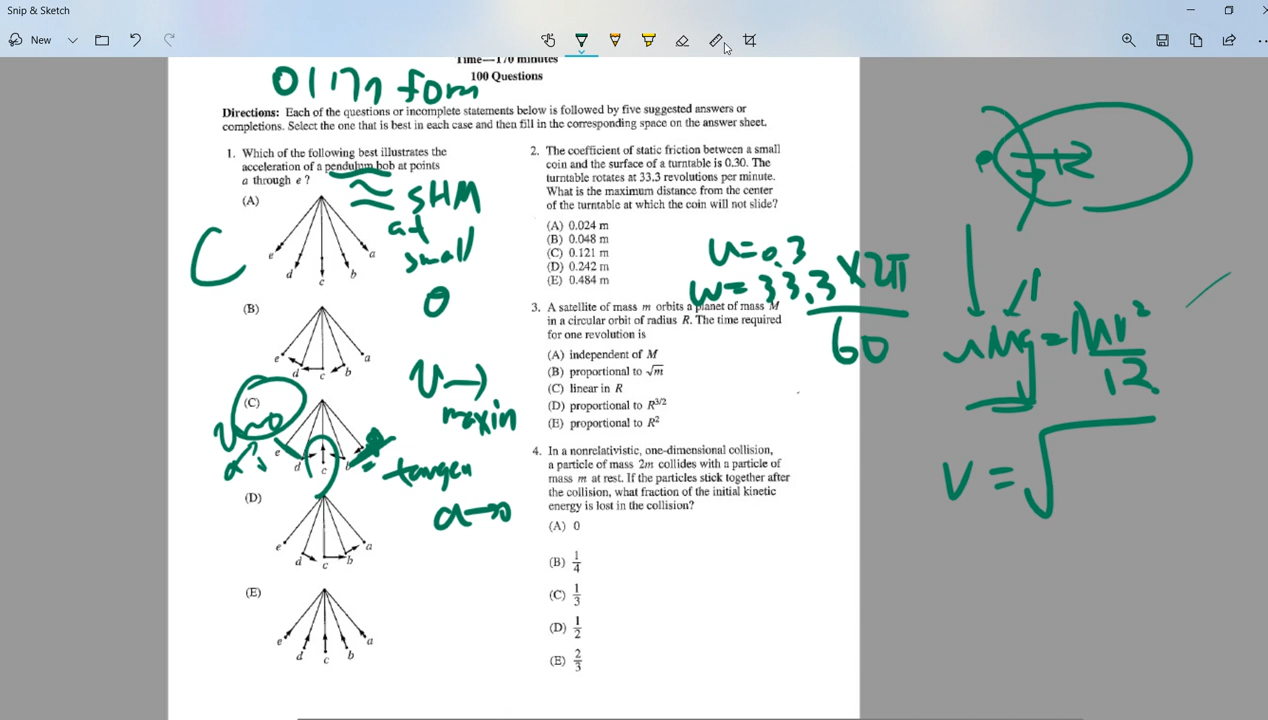 Snip & Sketch
New
Time—170 minutes
100 Questions
0177 form
Directions: Each of the questions or incomplete statements below is followed by five suggested answers or
completions. Select the one that is best in each case and then fill in the corresponding space on the answer sheet.
1. Which of the following best illustrates the
acceleration of a pendulum bob at points
a through e ?
(A)
e
d
c
b
a
≈ SHM
at
small
θ
C
(B)
e
d
c
b
a
v→
max in
(C)
e
d
c
b
tangen
a→0
(D)
e
d
c
b
a
(E)
e
d
c
b
a
2. The coefficient of static friction between a small
coin and the surface of a turntable is 0.30. The
turntable rotates at 33.3 revolutions per minute.
What is the maximum distance from the center
of the turntable at which the coin will not slide?
(A) 0.024 m
(B) 0.048 m
(C) 0.121 m
(D) 0.242 m
(E) 0.484 m
u=0.3
w= 33.3 ×2π
60
3. A satellite of mass m orbits a planet of mass M
in a circular orbit of radius R. The time required
for one revolution is
(A) independent of M
(B) proportional to √m
(C) linear in R
(D) proportional to R^3/2
(E) proportional to R²
4. In a nonrelativistic, one-dimensional collision,
a particle of mass 2m collides with a particle of
mass m at rest. If the particles stick together after
the collision, what fraction of the initial kinetic
energy is lost in the collision?
(A) 0
(B) 1/4
(C) 1/3
(D) 1/2
(E) 2/3
uMg = Mv²
R
V = √